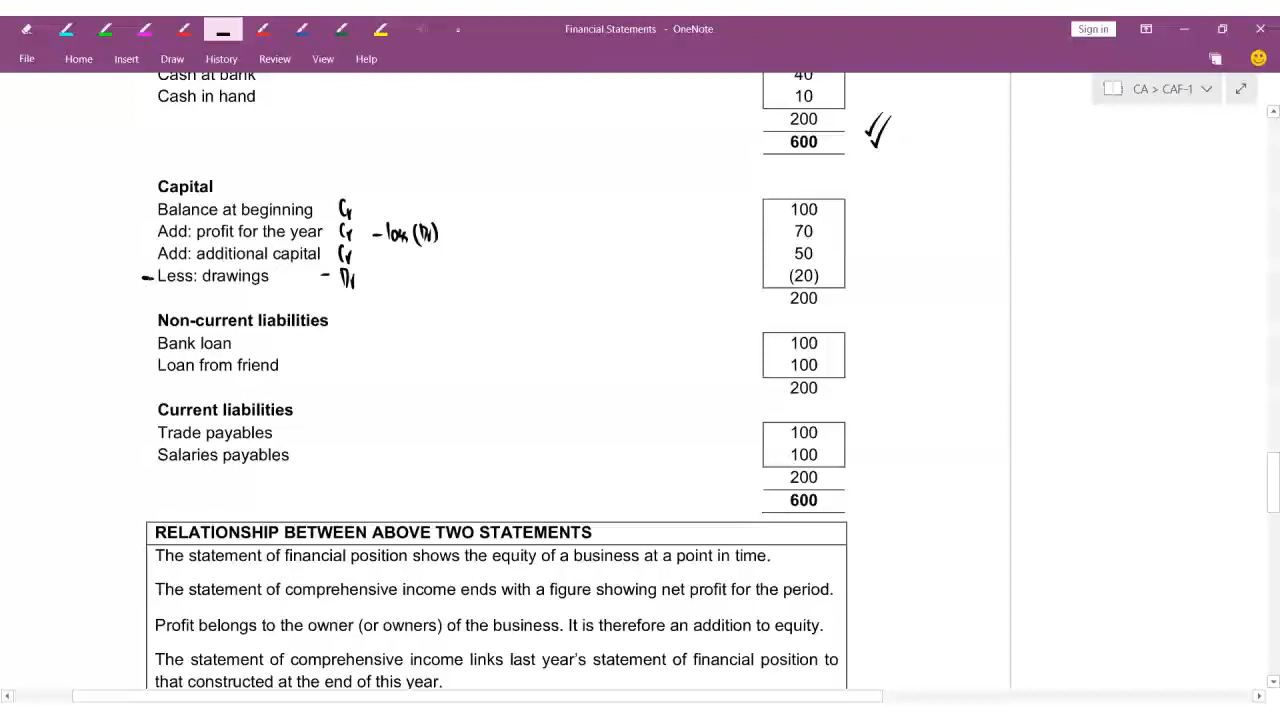 Financial Statements - OneNote
Sign in
File Home Insert Draw History Review View Help
CA > CAF-1
Cash at bank 40
Cash in hand 10
200
600
Capital
Balance at beginning Cr 100
Add: profit for the year Cr - loss (Dr) 70
Add: additional capital Cr 50
- Less: drawings - Dr (20)
200
Non-current liabilities
Bank loan 100
Loan from friend 100
200
Current liabilities
Trade payables 100
Salaries payables 100
200
600
RELATIONSHIP BETWEEN ABOVE TWO STATEMENTS
The statement of financial position shows the equity of a business at a point in time.
The statement of comprehensive income ends with a figure showing net profit for the period.
Profit belongs to the owner (or owners) of the business. It is therefore an addition to equity.
The statement of comprehensive income links last year's statement of financial position to
that constructed at the end of this year.